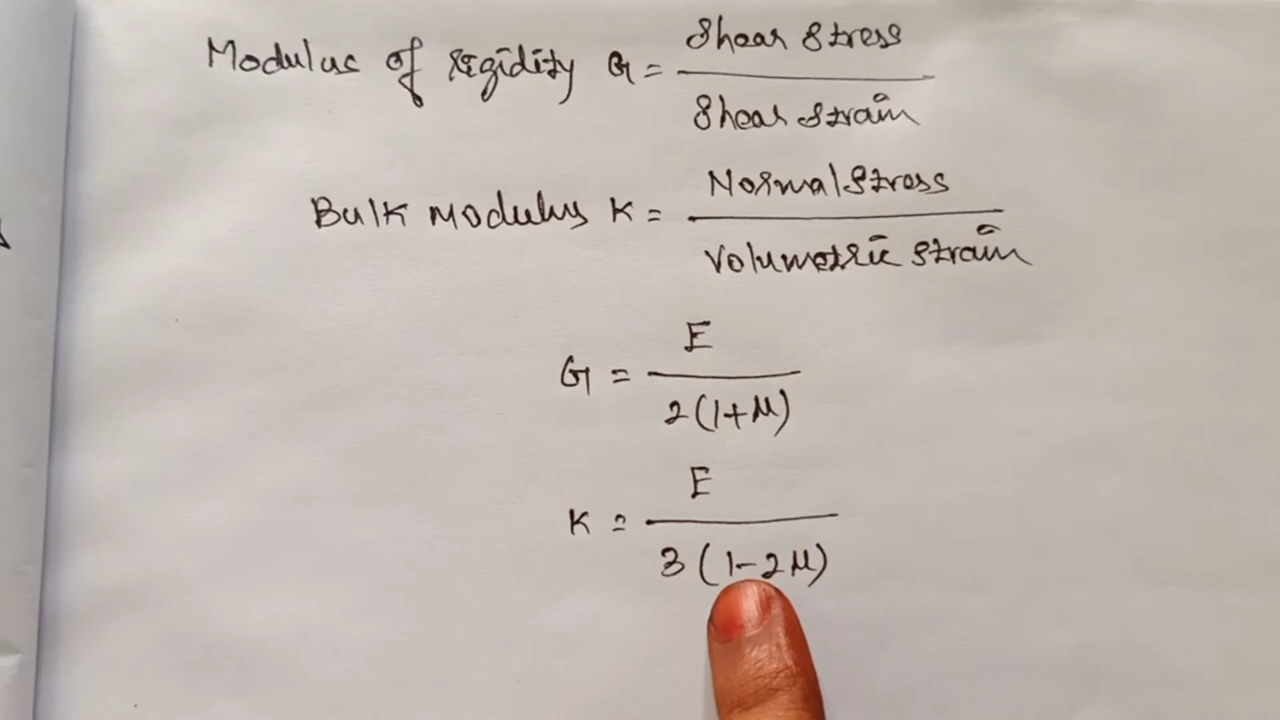 Modulus of rigidity G = Shear Stress / Shear Strain
Bulk Modulus K = Normal Stress / Volumetric Strain
G = E / 2(1+μ)
K = E / 3(1-2μ)